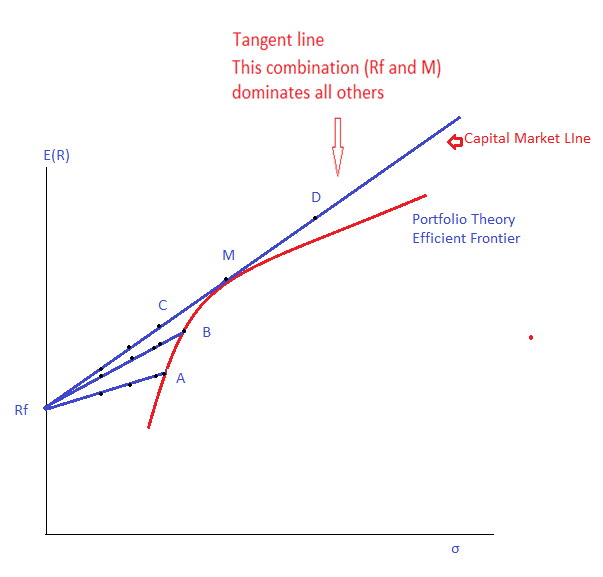 Tangent line
This combination (Rf and M)
dominates all others
Capital Market LIne
E(R)
D
Portfolio Theory
Efficient Frontier
M
C
B
A
Rf
σ